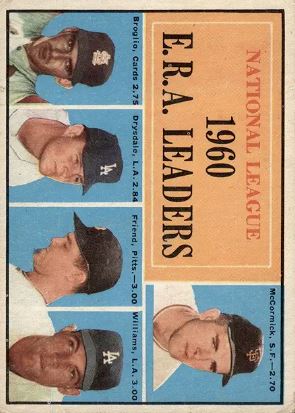 NATIONAL LEAGUE
1960
E.R.A. LEADERS
McCormick, S.F.—2.70
Broglio, Cards 2.75
Drysdale, L.A. 2.84
Friend, Pitts.—3.00
Williams, L.A. 3.00